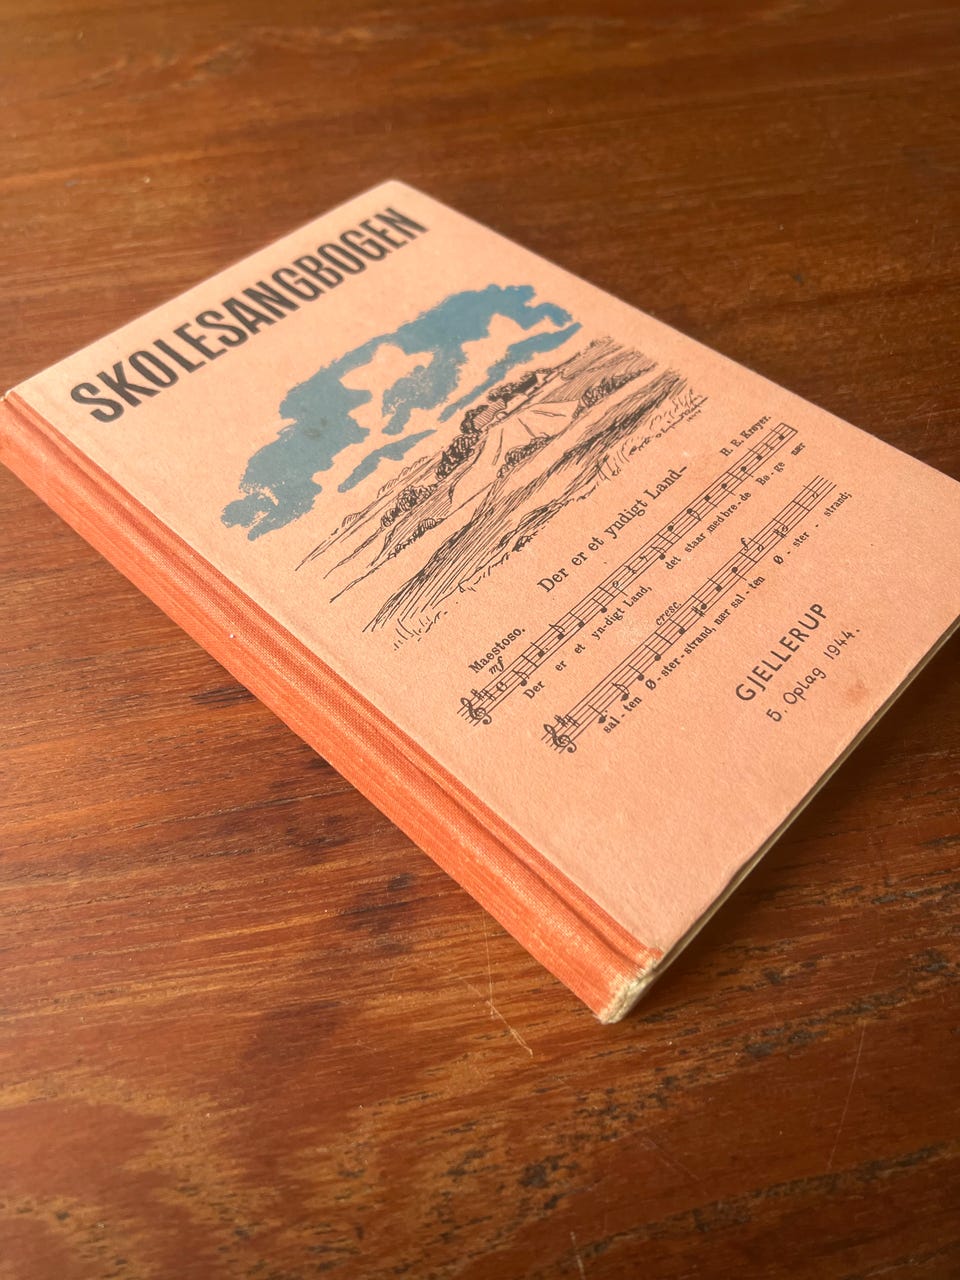 SKOLESANGBOGEN
Der er et yndigt Land—
H. E. Krøyer.
Maestoso.
mf
Der er et yn-digt Land, det staar med bre-de Bø-ge nær
cresc.
sal-ten Ø-ster-strand, nær sal-ten Ø-ster-strand;
GJELLERUP
5. Oplag 1944.